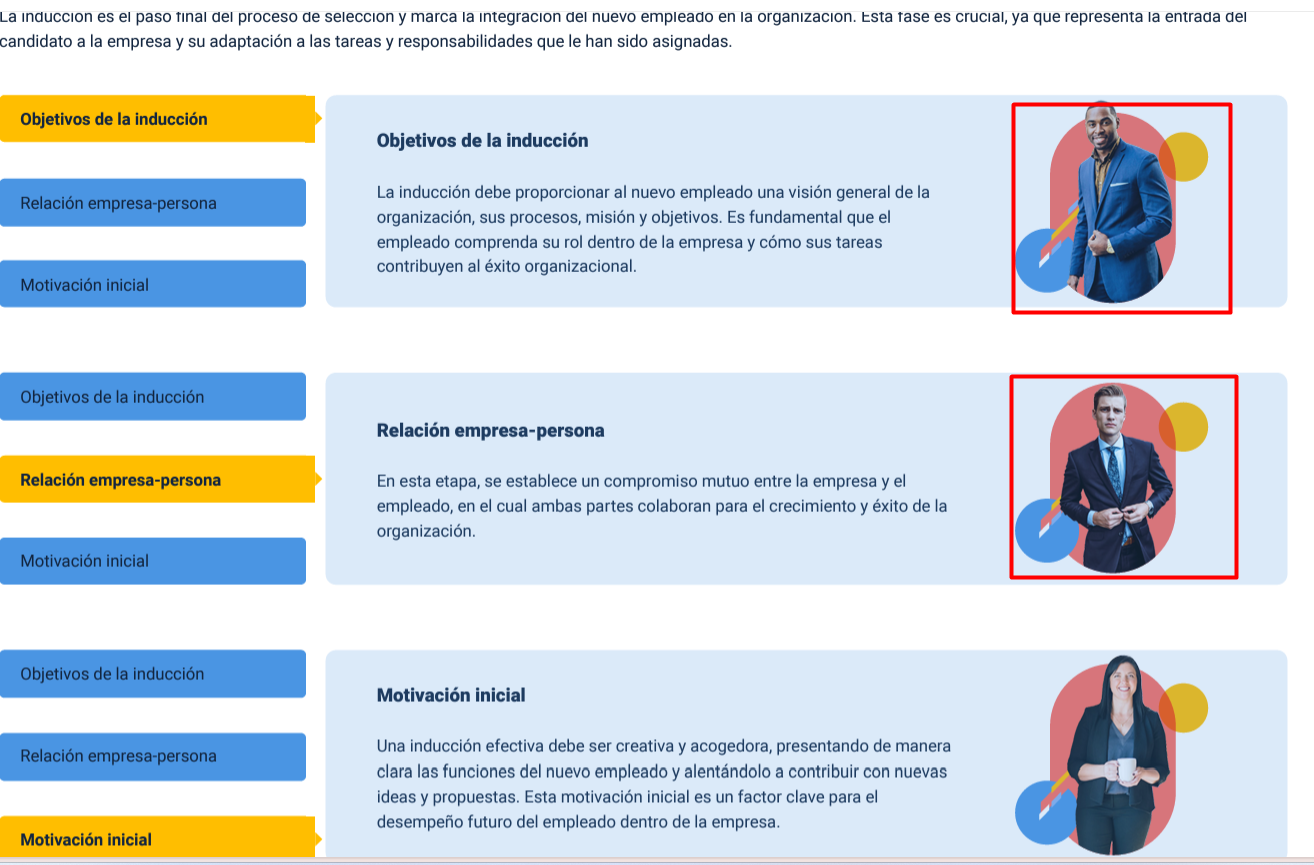 La inducción es el paso final del proceso de selección y marca la integración del nuevo empleado en la organización. Esta fase es crucial, ya que representa la entrada del
candidato a la empresa y su adaptación a las tareas y responsabilidades que le han sido asignadas.
Objetivos de la inducción
Relación empresa-persona
Motivación inicial
Objetivos de la inducción
La inducción debe proporcionar al nuevo empleado una visión general de la
organización, sus procesos, misión y objetivos. Es fundamental que el
empleado comprenda su rol dentro de la empresa y cómo sus tareas
contribuyen al éxito organizacional.
Objetivos de la inducción
Relación empresa-persona
Motivación inicial
Relación empresa-persona
En esta etapa, se establece un compromiso mutuo entre la empresa y el
empleado, en el cual ambas partes colaboran para el crecimiento y éxito de la
organización.
Objetivos de la inducción
Relación empresa-persona
Motivación inicial
Motivación inicial
Una inducción efectiva debe ser creativa y acogedora, presentando de manera
clara las funciones del nuevo empleado y alentándolo a contribuir con nuevas
ideas y propuestas. Esta motivación inicial es un factor clave para el
desempeño futuro del empleado dentro de la empresa.